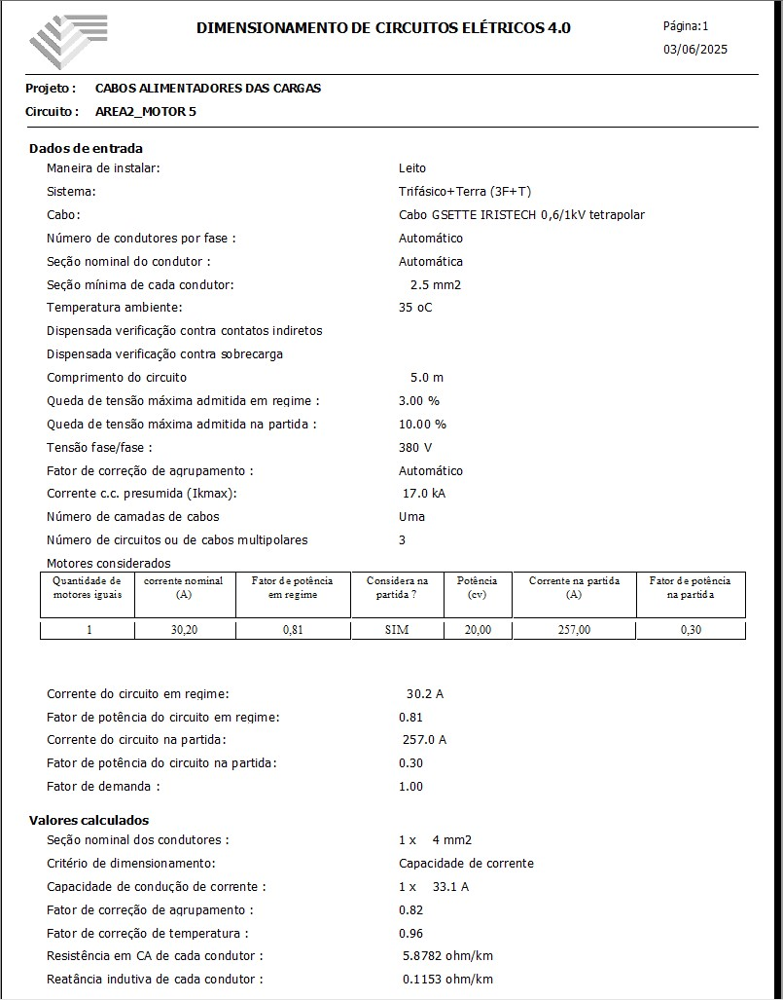 DIMENSIONAMENTO DE CIRCUITOS ELÉTRICOS 4.0
Página:1
03/06/2025
Projeto : CABOS ALIMENTADORES DAS CARGAS
Circuito : AREA2_MOTOR 5
Dados de entrada
Maneira de instalar: Leito
Sistema: Trifásico+Terra (3F+T)
Cabo: Cabo GSETTE IRISTECH 0,6/1kV tetrapolar
Número de condutores por fase : Automático
Seção nominal do condutor : Automática
Seção mínima de cada condutor: 2.5 mm2
Temperatura ambiente: 35 oC
Dispensada verificação contra contatos indiretos
Dispensada verificação contra sobrecarga
Comprimento do circuito 5.0 m
Queda de tensão máxima admitida em regime : 3.00 %
Queda de tensão máxima admitida na partida : 10.00 %
Tensão fase/fase : 380 V
Fator de correção de agrupamento : Automático
Corrente c.c. presumida (Ikmax): 17.0 kA
Número de camadas de cabos Uma
Número de circuitos ou de cabos multipolares 3
Motores considerados
Quantidade de motores iguais corrente nominal (A) Fator de potência em regime Considera na partida ? Potência (cv) Corrente na partida (A) Fator de potência na partida
1 30,20 0,81 SIM 20,00 257,00 0,30
Corrente do circuito em regime: 30.2 A
Fator de potência do circuito em regime: 0.81
Corrente do circuito na partida: 257.0 A
Fator de potência do circuito na partida: 0.30
Fator de demanda : 1.00
Valores calculados
Seção nominal dos condutores : 1 x 4 mm2
Critério de dimensionamento: Capacidade de corrente
Capacidade de condução de corrente : 1 x 33.1 A
Fator de correção de agrupamento : 0.82
Fator de correção de temperatura : 0.96
Resistência em CA de cada condutor : 5.8782 ohm/km
Reatância indutiva de cada condutor : 0.1153 ohm/km